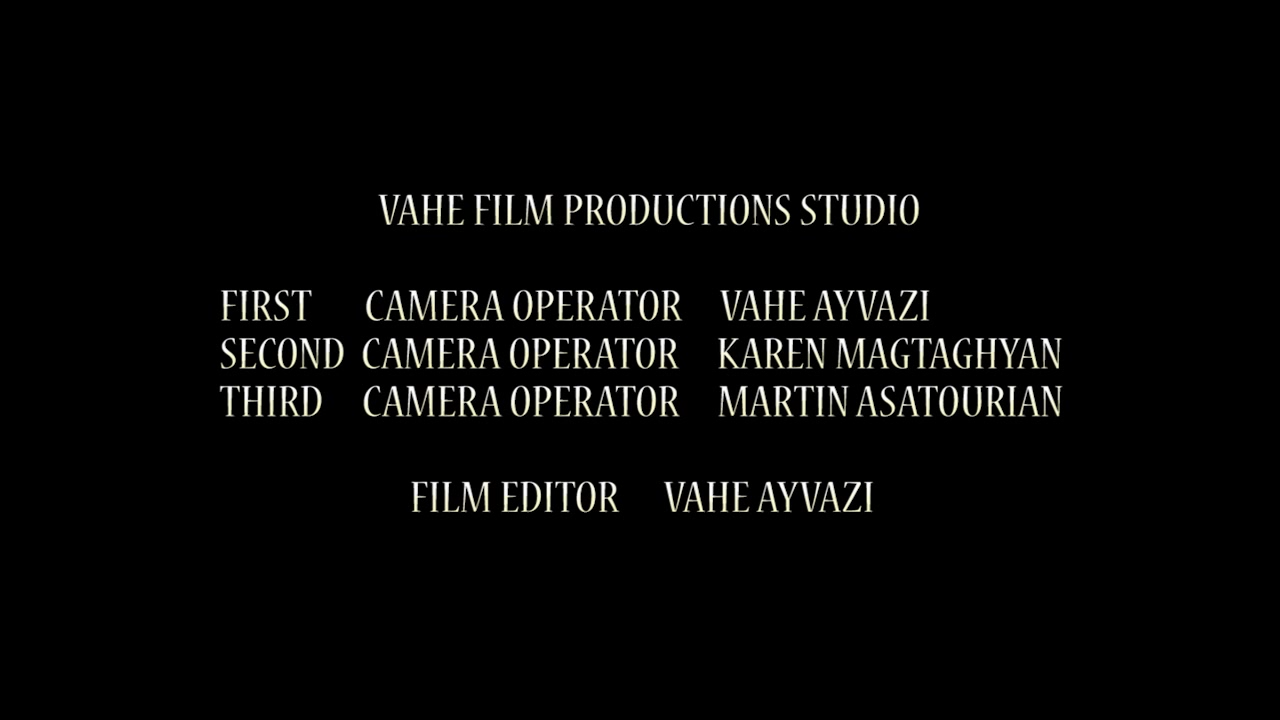 VAHE FILM PRODUCTIONS STUDIO
FIRST CAMERA OPERATOR VAHE AYVAZI
SECOND CAMERA OPERATOR KAREN MAGTAGHYAN
THIRD CAMERA OPERATOR MARTIN ASATOURIAN
FILM EDITOR VAHE AYVAZI